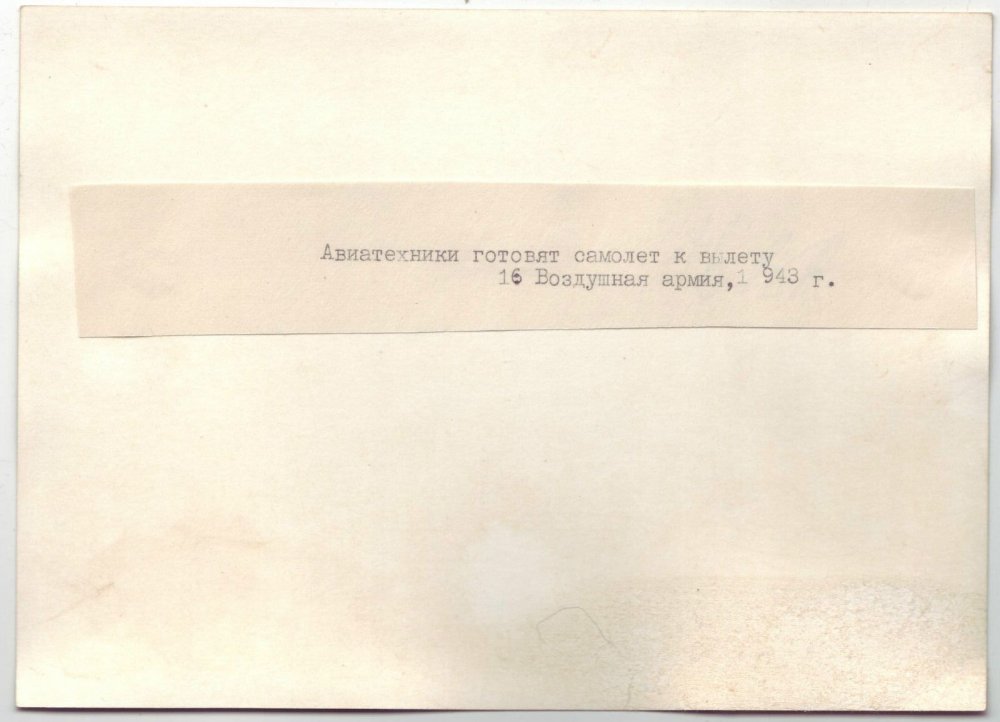 Авиатехники готовят самолет к вылету
16 Воздушная армия,1 943 г.